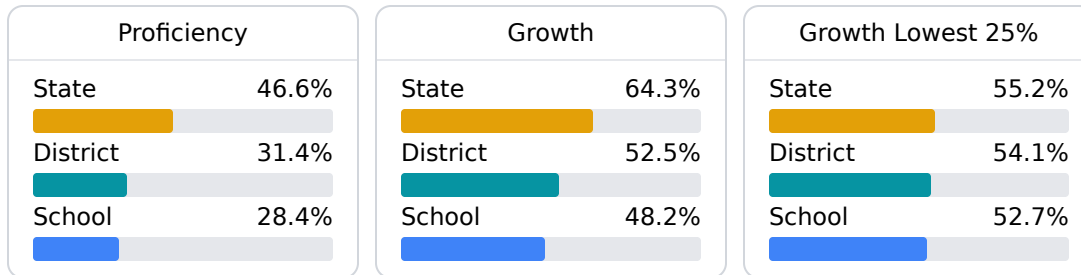 Proficiency
State 46.6%
District 31.4%
School 28.4%
Growth
State 64.3%
District 52.5%
School 48.2%
Growth Lowest 25%
State 55.2%
District 54.1%
School 52.7%